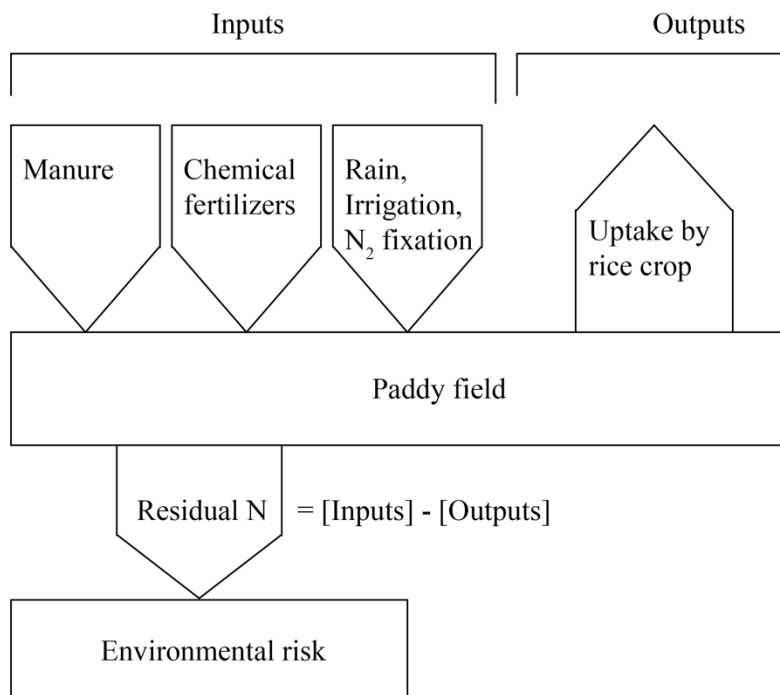 Inputs
Outputs
Manure
Chemical
fertilizers
Rain,
Irrigation,
N₂ fixation
Uptake by
rice crop
Paddy field
Residual N = [Inputs] - [Outputs]
Environmental risk